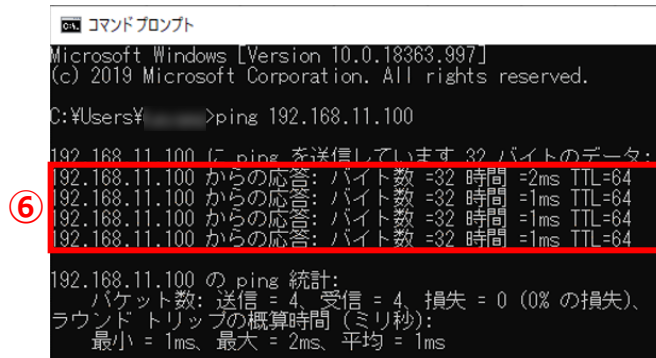 コマンド プロンプト
Microsoft Windows [Version 10.0.18363.997]
(c) 2019 Microsoft Corporation. All rights reserved.
C:¥Users¥ >ping 192.168.11.100
192.168.11.100 に ping を送信しています 32 バイトのデータ:
⑥
192.168.11.100 からの応答: バイト数 =32 時間 =2ms TTL=64
192.168.11.100 からの応答: バイト数 =32 時間 =1ms TTL=64
192.168.11.100 からの応答: バイト数 =32 時間 =1ms TTL=64
192.168.11.100 からの応答: バイト数 =32 時間 =1ms TTL=64
192.168.11.100 の ping 統計:
パケット数: 送信 = 4、受信 = 4、損失 = 0 (0% の損失)、
ラウンド トリップの概算時間 (ミリ秒):
最小 = 1ms、最大 = 2ms、平均 = 1ms